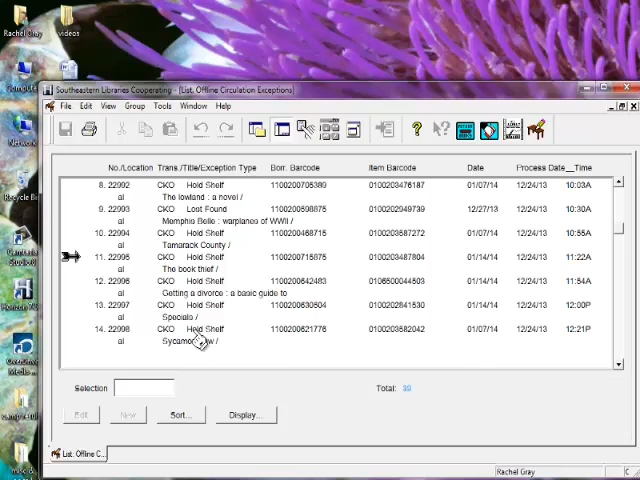 Rachel Gray
videos
Southeastern Libraries Cooperating - [List. Offline Circulation Exceptions]
File Edit View Group Tools Window Help
No./Location Trans./Title/Exception Type Borr. Barcode Item Barcode Date Process Date__Time
8. 22992 CKO Hold Shelf 1100200705389 0100203476187 01/07/14 12/24/13 10:03A
al The lowland : a novel /
9. 22993 CKO Lost Found 1100200598875 0100202949739 12/27/13 12/24/13 10:30A
al Memphis Belle : warplanes of WWII /
10. 22994 CKO Hold Shelf 1100200468715 0100203587272 01/07/14 12/24/13 10:55A
al Tamarack County /
11. 22995 CKO Hold Shelf 1100200715875 0100203487804 01/14/14 12/24/13 11:22A
al The book thief /
12. 22996 CKO Hold Shelf 1100200642483 0106500044503 01/14/14 12/24/13 11:54A
al Getting a divorce : a basic guide to
13. 22997 CKO Hold Shelf 1100200630504 0100202841530 01/14/14 12/24/13 12:00P
al Specials /
14. 22998 CKO Hold Shelf 1100200621776 0100203582042 01/07/14 12/24/13 12:21P
al
Selection Total: 39
Edit New Sort... Display...
List: Offline C...
Rachel Gray